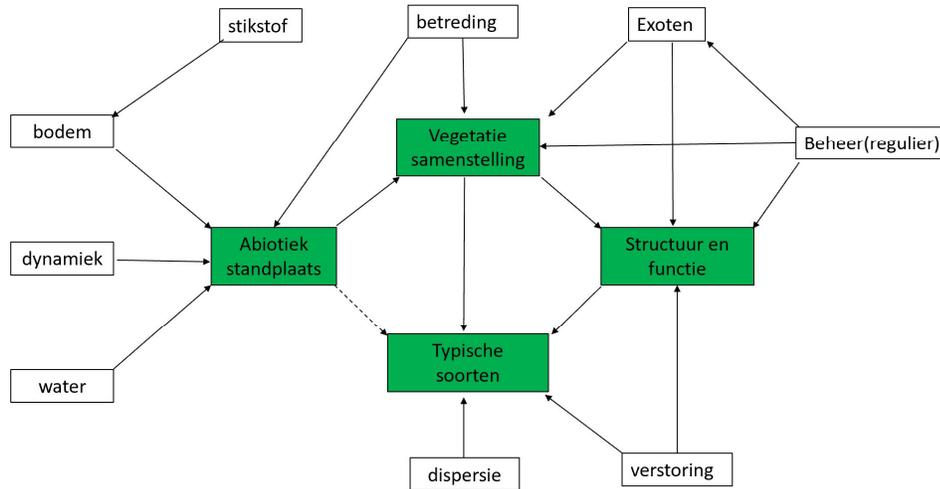 stikstof
betreding
Exoten
bodem
Vegetatie
samenstelling
Beheer(regulier)
dynamiek
Abiotiek
standplaats
Structuur en
functie
water
Typische
soorten
dispersie
verstoring